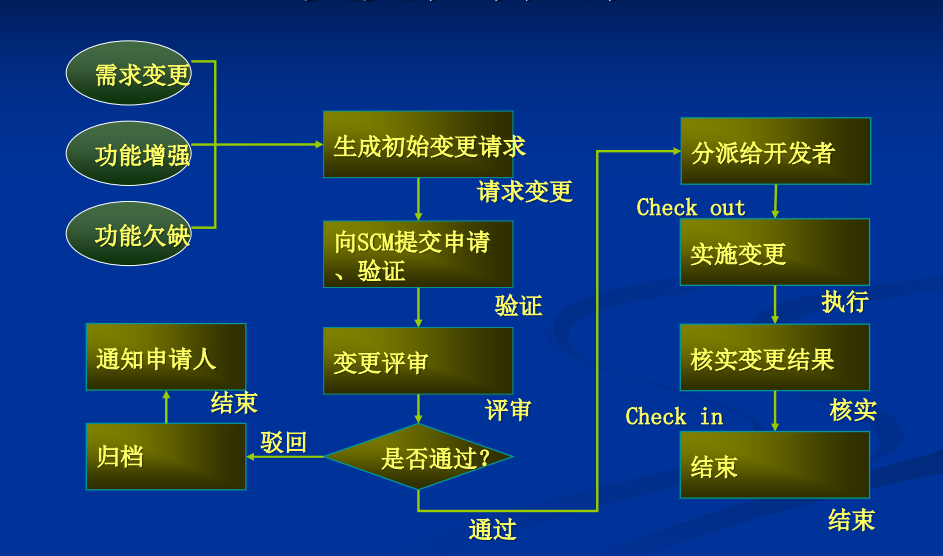 需求变更
功能增强
功能欠缺
生成初始变更请求
请求变更
向SCM提交申请
、验证
验证
变更评审
评审
是否通过?
驳回
归档
通知申请人
结束
通过
分派给开发者
Check out
实施变更
执行
核实变更结果
核实
Check in
结束
结束